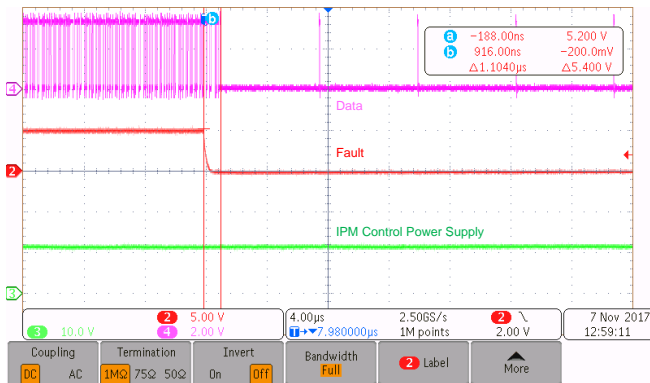 b
a -188.00ns 5.200 V
b 916.00ns -200.0mV
Δ1.1040μs Δ5.400 V
4
Data
Fault
2
IPM Control Power Supply
3
2 5.00 V
3 10.0 V 4 2.00 V
4.00μs 2.50GS/s 2 \
T→▼7.980000μs 1M points 2.00 V
7 Nov 2017
12:59:11
Coupling
DC AC
Termination
1MΩ 75Ω 50Ω
Invert
On Off
Bandwidth
Full
2 Label
More